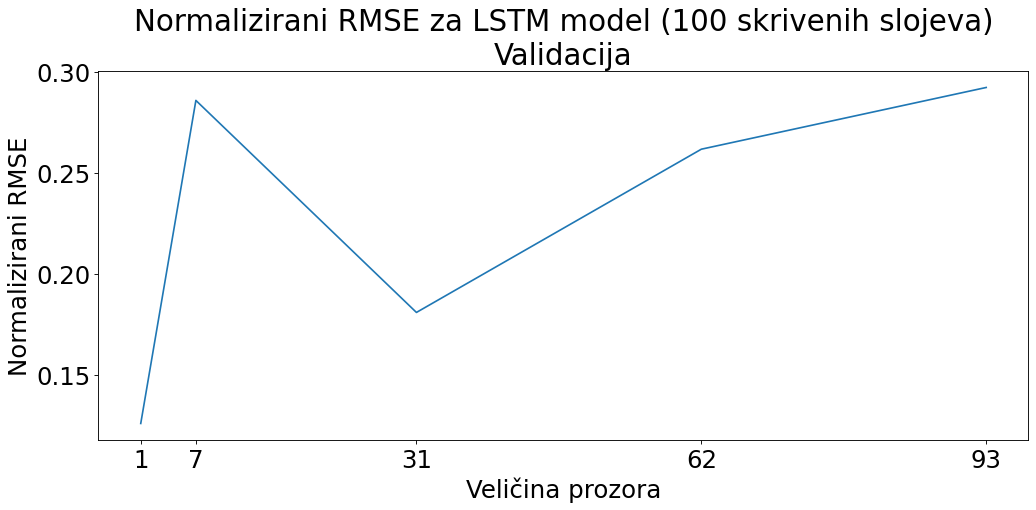 Normalizirani RMSE za LSTM model (100 skrivenih slojeva)
Validacija
Normalizirani RMSE
0.30
0.25
0.20
0.15
1 7 31 62 93
Veličina prozora